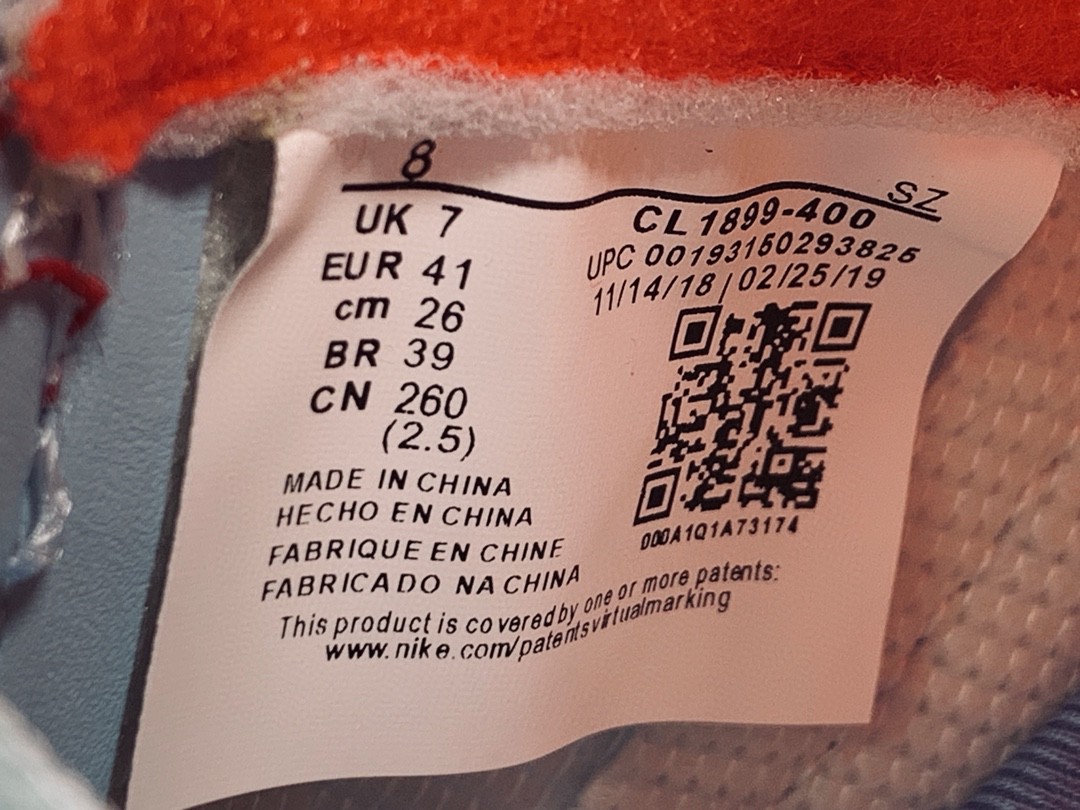 8
SZ
UK 7
EUR 41
cm 26
BR 39
CN 260
(2.5)
CL1899-400
UPC 00193150293825
11/14/18 | 02/25/19
000A1Q1A73174
MADE IN CHINA
HECHO EN CHINA
FABRIQUE EN CHINE
FABRICADO NA CHINA
This product is covered by one or more patents:
www.nike.com/patentsvirtualmarking